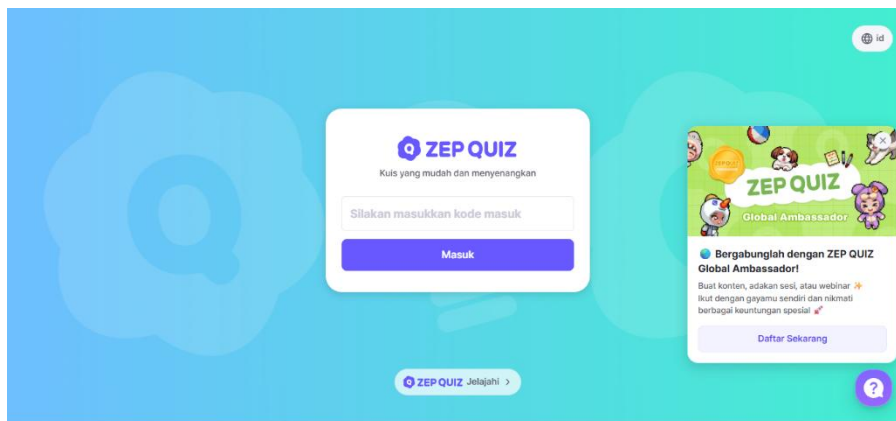 id
ZEP QUIZ
Kuis yang mudah dan menyenangkan
Silakan masukkan kode masuk
Masuk
ZEP QUIZ Jelajahi >
ZEP QUIZ
Global Ambassador
Bergabunglah dengan ZEP QUIZ
Global Ambassador!
Buat konten, adakan sesi, atau webinar
Ikut dengan gayamu sendiri dan nikmati
berbagai keuntungan spesial
Daftar Sekarang
?